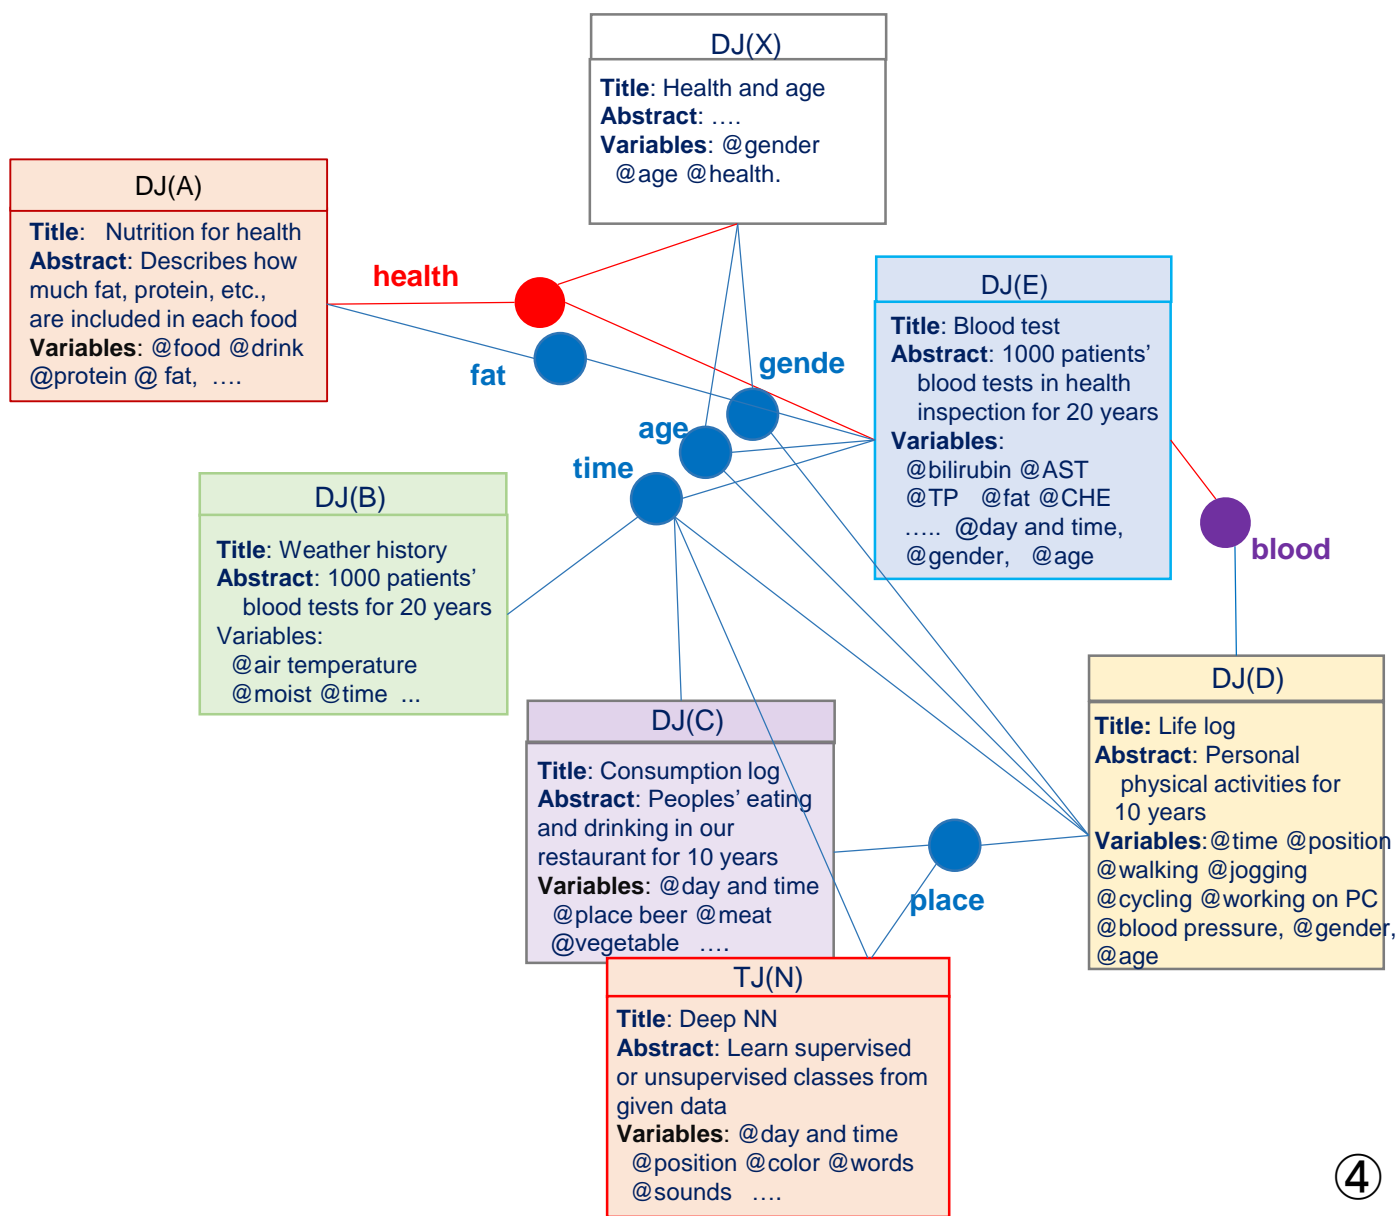 DJ(X)
Title: Health and age
Abstract: ….
Variables: @gender
@age @health.
DJ(A)
Title: Nutrition for health
Abstract: Describes how
much fat, protein, etc.,
are included in each food
Variables: @food @drink
@protein @ fat, ….
health
fat
gende
age
time
DJ(E)
Title: Blood test
Abstract: 1000 patients’
blood tests in health
inspection for 20 years
Variables:
@bilirubin @AST
@TP @fat @CHE
….. @day and time,
@gender, @age
blood
DJ(B)
Title: Weather history
Abstract: 1000 patients’
blood tests for 20 years
Variables:
@air temperature
@moist @time ...
DJ(C)
Title: Consumption log
Abstract: Peoples’ eating
and drinking in our
restaurant for 10 years
Variables: @day and time
@place beer @meat
@vegetable ….
place
DJ(D)
Title: Life log
Abstract: Personal
physical activities for
10 years
Variables:@time @position
@walking @jogging
@cycling @working on PC
@blood pressure, @gender,
@age
TJ(N)
Title: Deep NN
Abstract: Learn supervised
or unsupervised classes from
given data
Variables: @day and time
@position @color @words
@sounds ….
④